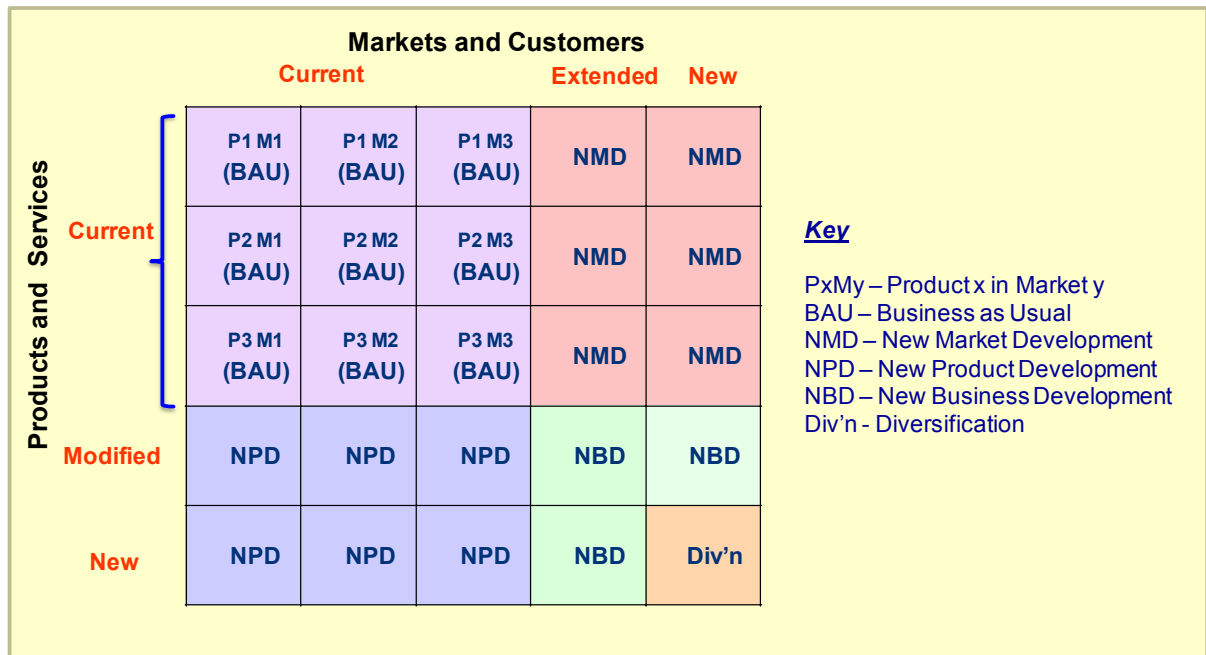 Markets and Customers
Current Extended New
Products and Services
Current
P1 M1 P1 M2 P1 M3
(BAU) (BAU) (BAU) NMD NMD
P2 M1 P2 M2 P2 M3
(BAU) (BAU) (BAU) NMD NMD
P3 M1 P3 M2 P3 M3
(BAU) (BAU) (BAU) NMD NMD
Modified NPD NPD NPD NBD NBD
New NPD NPD NPD NBD Div’n
Key
PxMy – Product x in Market y
BAU – Business as Usual
NMD – New Market Development
NPD – New Product Development
NBD – New Business Development
Div’n - Diversification